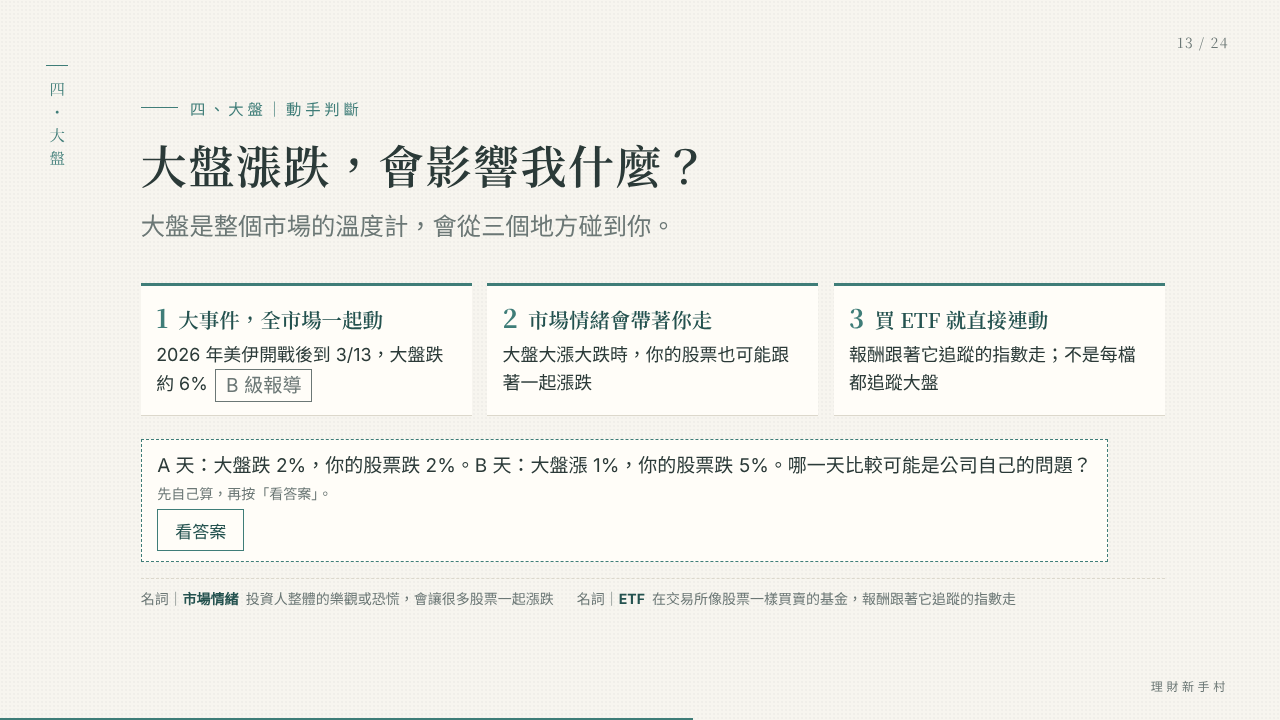 13 / 24
四・大盤
四、大盤｜動手判斷
大盤漲跌，會影響我什麼？
大盤是整個市場的溫度計，會從三個地方碰到你。
1 大事件，全市場一起動
2026 年美伊開戰後到 3/13，大盤跌
約 6% B 級報導
2 市場情緒會帶著你走
大盤大漲大跌時，你的股票也可能跟
著一起漲跌
3 買 ETF 就直接連動
報酬跟著它追蹤的指數走；不是每檔
都追蹤大盤
A 天：大盤跌 2%，你的股票跌 2%。B 天：大盤漲 1%，你的股票跌 5%。哪一天比較可能是公司自己的問題？
先自己算，再按「看答案」。
看答案
名詞｜市場情緒 投資人整體的樂觀或恐慌，會讓很多股票一起漲跌 名詞｜ETF 在交易所像股票一樣買賣的基金，報酬跟著它追蹤的指數走
理財新手村